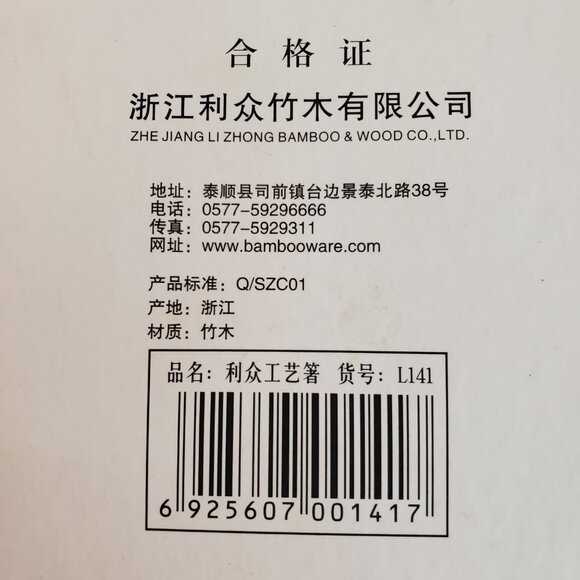 合格证
浙江利众竹木有限公司
ZHE JIANG LI ZHONG BAMBOO & WOOD CO.,LTD.
地址：泰顺县司前镇台边景泰北路38号
电话：0577-59296666
传真：0577-5929311
网址：www.bambooware.com
产品标准：Q/SZC01
产地：浙江
材质：竹木
品名：利众工艺箸 货号：L141
6 925607 001417